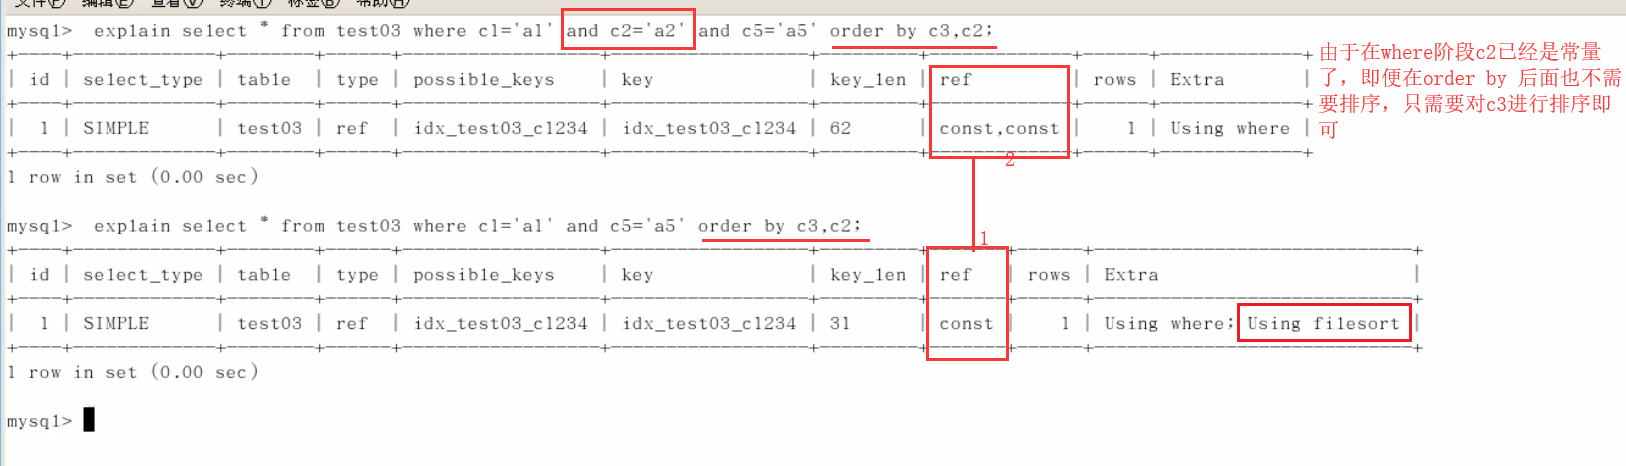 文件(F) 编辑(E) 查看(V) 终端(T) 标签(B) 帮助(H)
mysql> explain select * from test03 where c1='a1' and c2='a2' and c5='a5' order by c3,c2;
+----+-------------+--------+------+-----------------+-----------------+---------+-------------+------+-------------+
| id | select_type | table | type | possible_keys | key | key_len | ref | rows | Extra |
+----+-------------+--------+------+-----------------+-----------------+---------+-------------+------+-------------+
| 1 | SIMPLE | test03 | ref | idx_test03_c1234 | idx_test03_c1234 | 62 | const,const | 1 | Using where |
+----+-------------+--------+------+-----------------+-----------------+---------+-------------+------+-------------+
2
1 row in set (0.00 sec)
由于在where阶段c2已经是常量
了，即便在order by 后面也不需
要排序，只需要对c3进行排序即
可
mysql> explain select * from test03 where c1='a1' and c5='a5' order by c3,c2;
1
+----+-------------+--------+------+-----------------+-----------------+---------+-------+------+-----------------------------+
| id | select_type | table | type | possible_keys | key | key_len | ref | rows | Extra |
+----+-------------+--------+------+-----------------+-----------------+---------+-------+------+-----------------------------+
| 1 | SIMPLE | test03 | ref | idx_test03_c1234 | idx_test03_c1234 | 31 | const | 1 | Using where; Using filesort |
+----+-------------+--------+------+-----------------+-----------------+---------+-------+------+-----------------------------+
1 row in set (0.00 sec)
mysql>